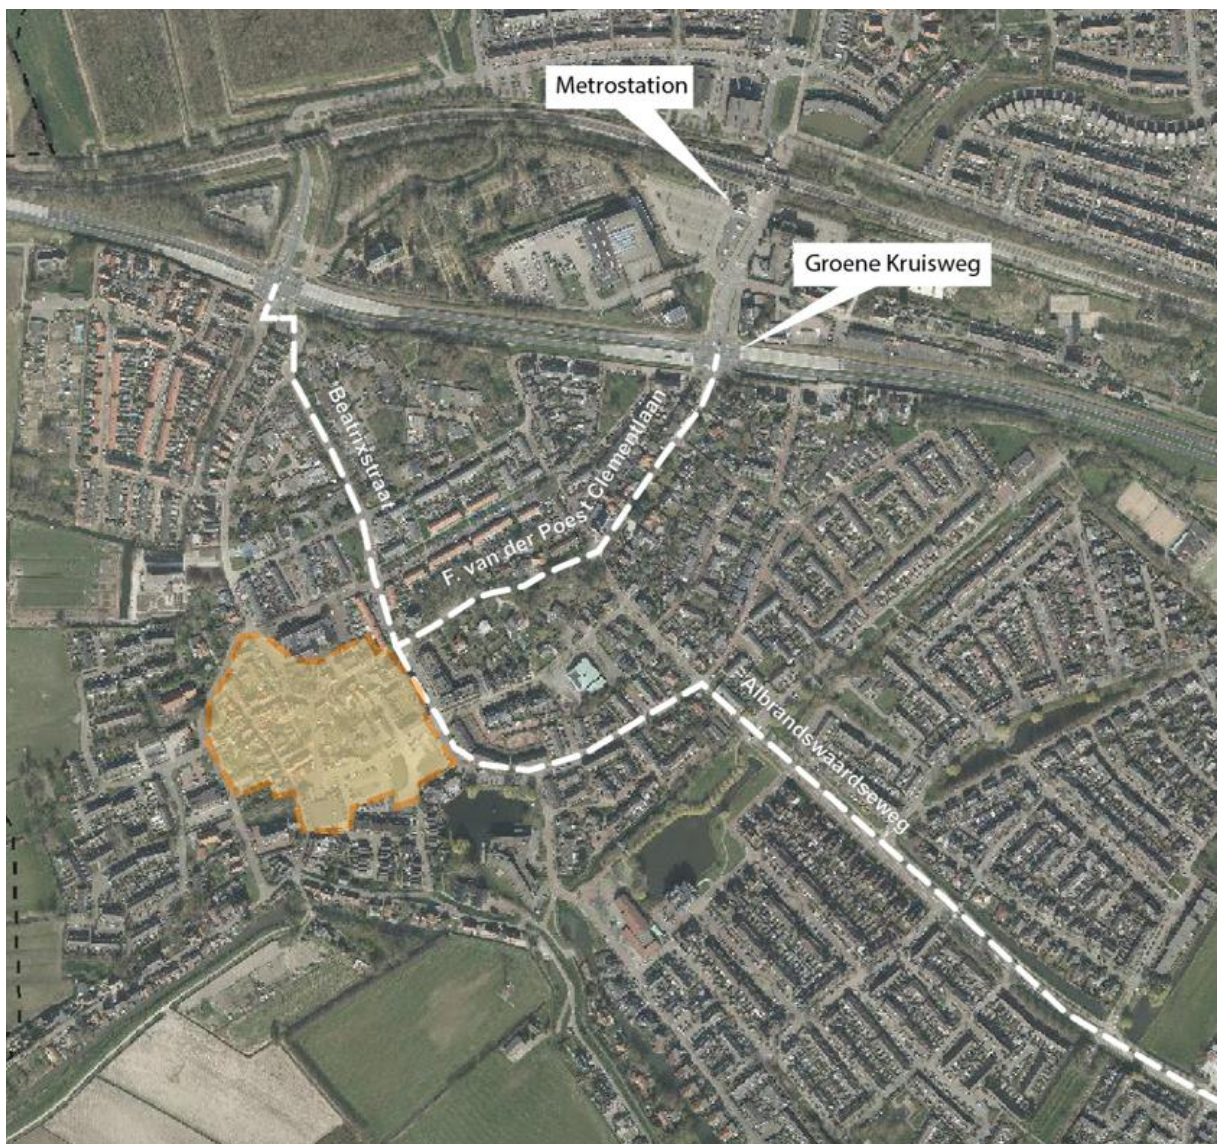 Metrostation
Groene Kruisweg
Beatrixstraat
F. van der Poest Clementlaan
Albrandswaardseweg